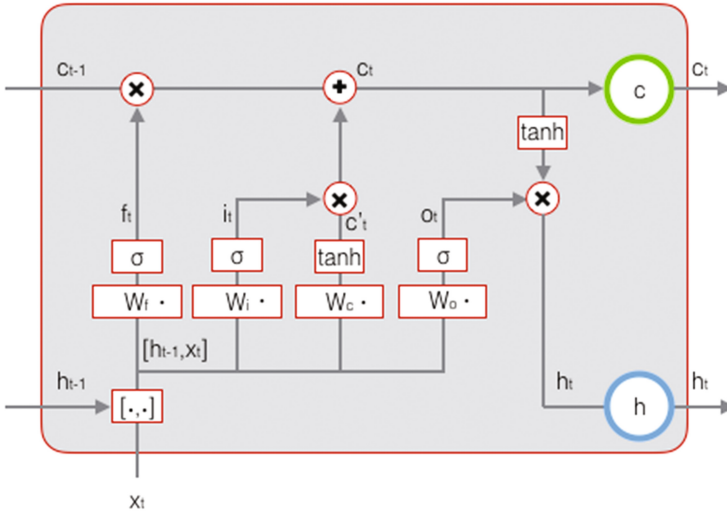 Ct-1
Ct
c
Ct
tanh
ft
it
c't
ot
σ
σ
tanh
σ
Wf ·
Wi ·
Wc ·
Wo ·
[ht-1,xt]
ht-1
ht
ht
[·,·]
h
xt